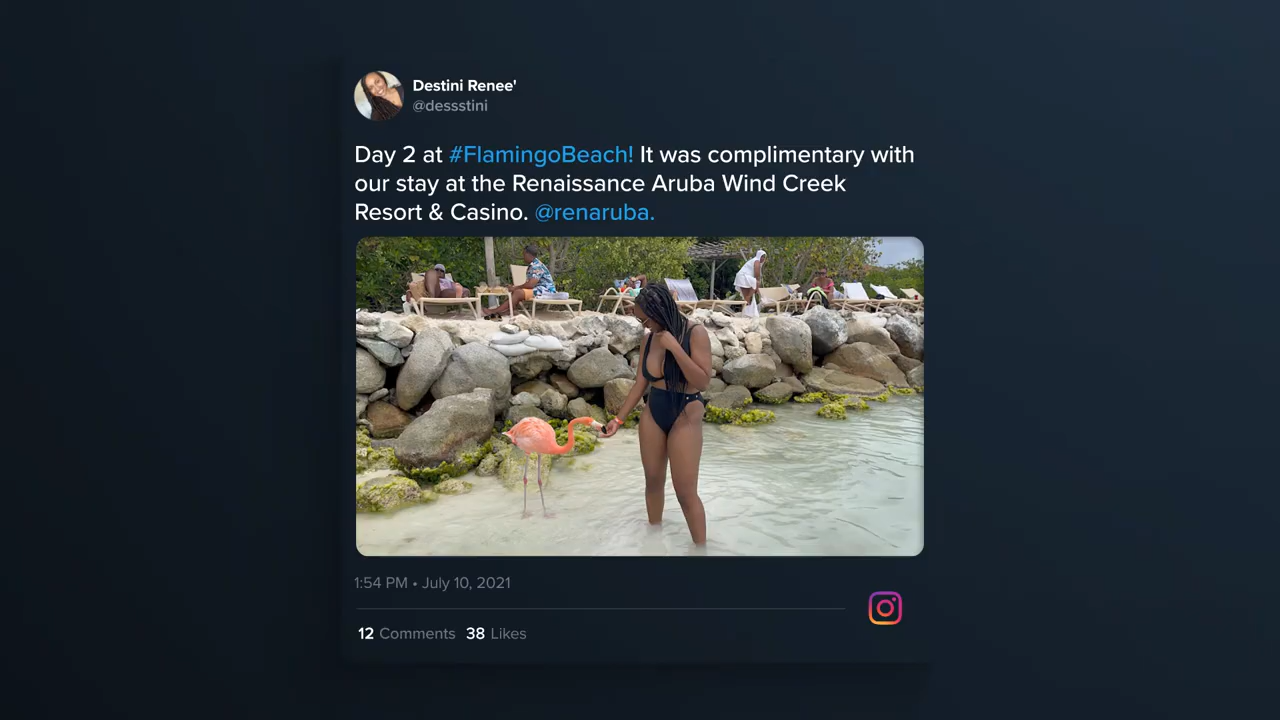 Destini Renee'
@dessstini
Day 2 at #FlamingoBeach! It was complimentary with
our stay at the Renaissance Aruba Wind Creek
Resort & Casino. @renaruba.
1:54 PM • July 10, 2021
12 Comments 38 Likes